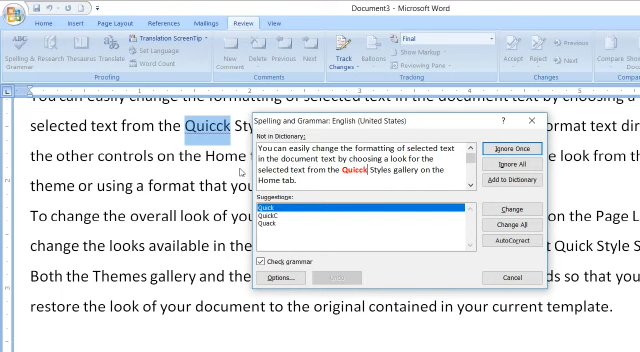 Document3 - Microsoft Word
Home Insert Page Layout References Mailings Review View
Spelling & Grammar Research Thesaurus Translate
Translation ScreenTip
Set Language
Word Count
Proofing
New Comment Delete Previous Next
Comments
Track Changes Balloons
Final
Show Markup
Reviewing Pane
Tracking
Accept Reject
Previous
Next
Changes
Compare
Compa
You can easily change the formatting of selected text in the document text by choosing a
selected text from the Quicck Sty
ormat text dir
the other controls on the Home
e look from th
theme or using a format that you
To change the overall look of you
on the Page L
change the looks available in the
t Quick Style S
Both the Themes gallery and the
ds so that you
restore the look of your document to the original contained in your current template.
Spelling and Grammar: English (United States)
Not in Dictionary:
You can easily change the formatting of selected text
in the document text by choosing a look for the
selected text from the Quicck Styles gallery on the
Home tab.
Ignore Once
Ignore All
Add to Dictionary
Suggestions:
Quick
QuickC
Quack
Change
Change All
AutoCorrect
Check grammar
Options... Undo Cancel